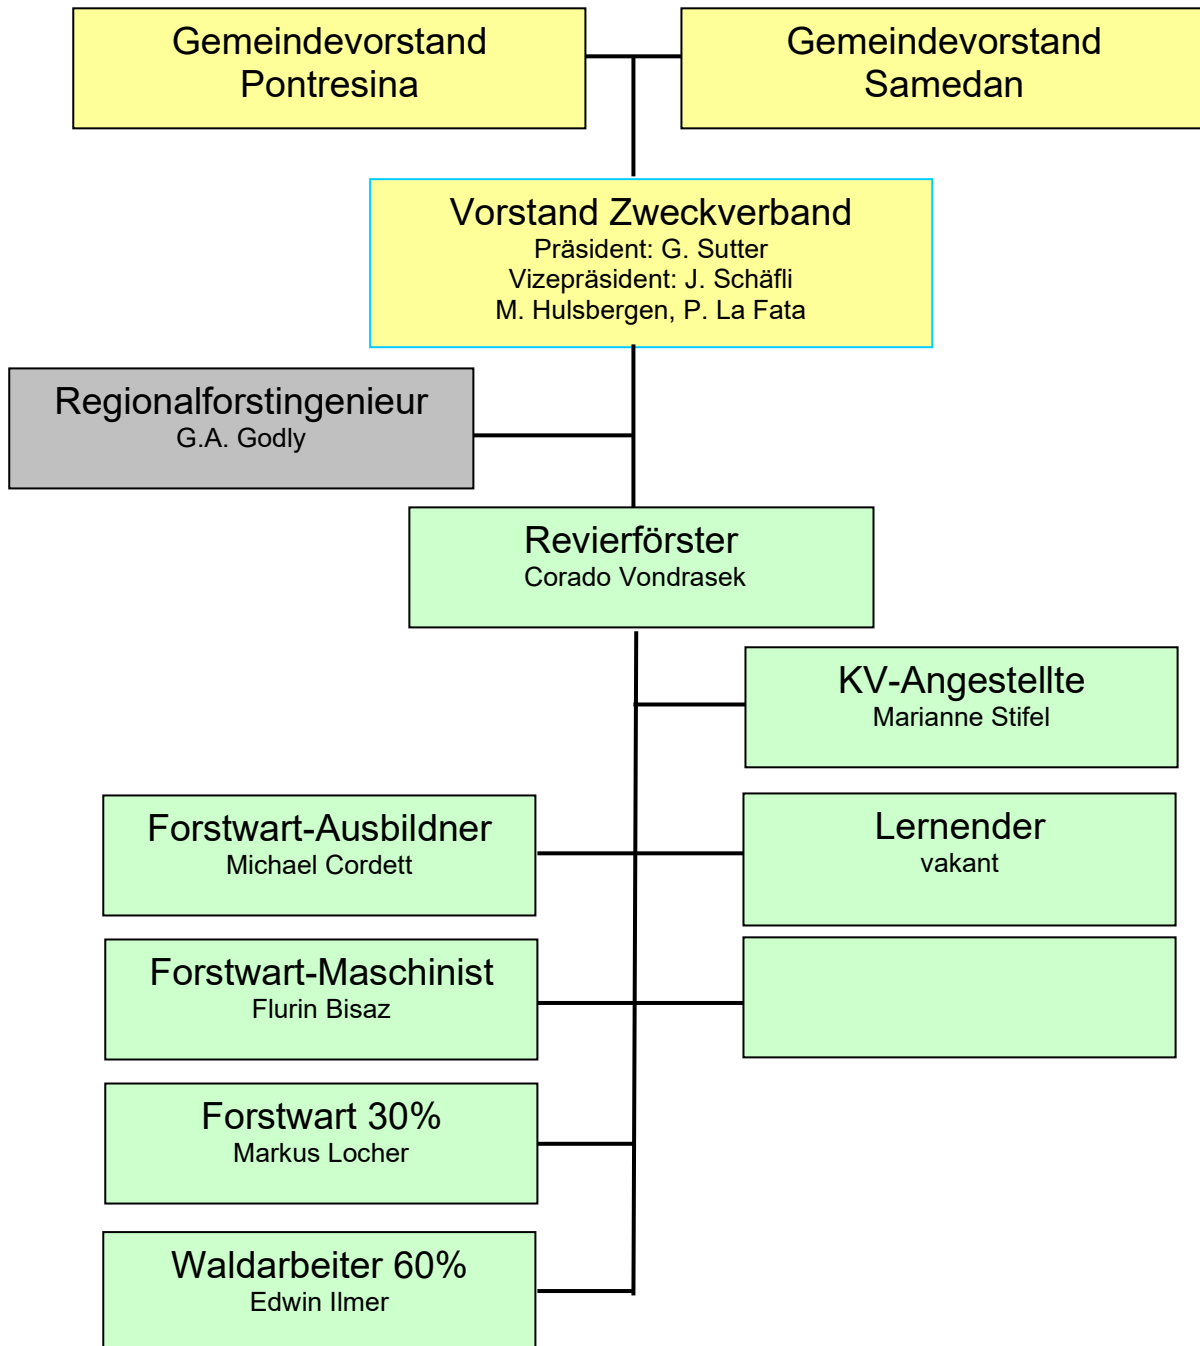 Gemeindevorstand
Pontresina
Gemeindevorstand
Samedan
Vorstand Zweckverband
Präsident: G. Sutter
Vizepräsident: J. Schäfli
M. Hulsbergen, P. La Fata
Regionalforstingenieur
G.A. Godly
Revierförster
Corado Vondrasek
KV-Angestellte
Marianne Stifel
Forstwart-Ausbildner
Michael Cordett
Lernender
vakant
Forstwart-Maschinist
Flurin Bisaz
Forstwart 30%
Markus Locher
Waldarbeiter 60%
Edwin Ilmer